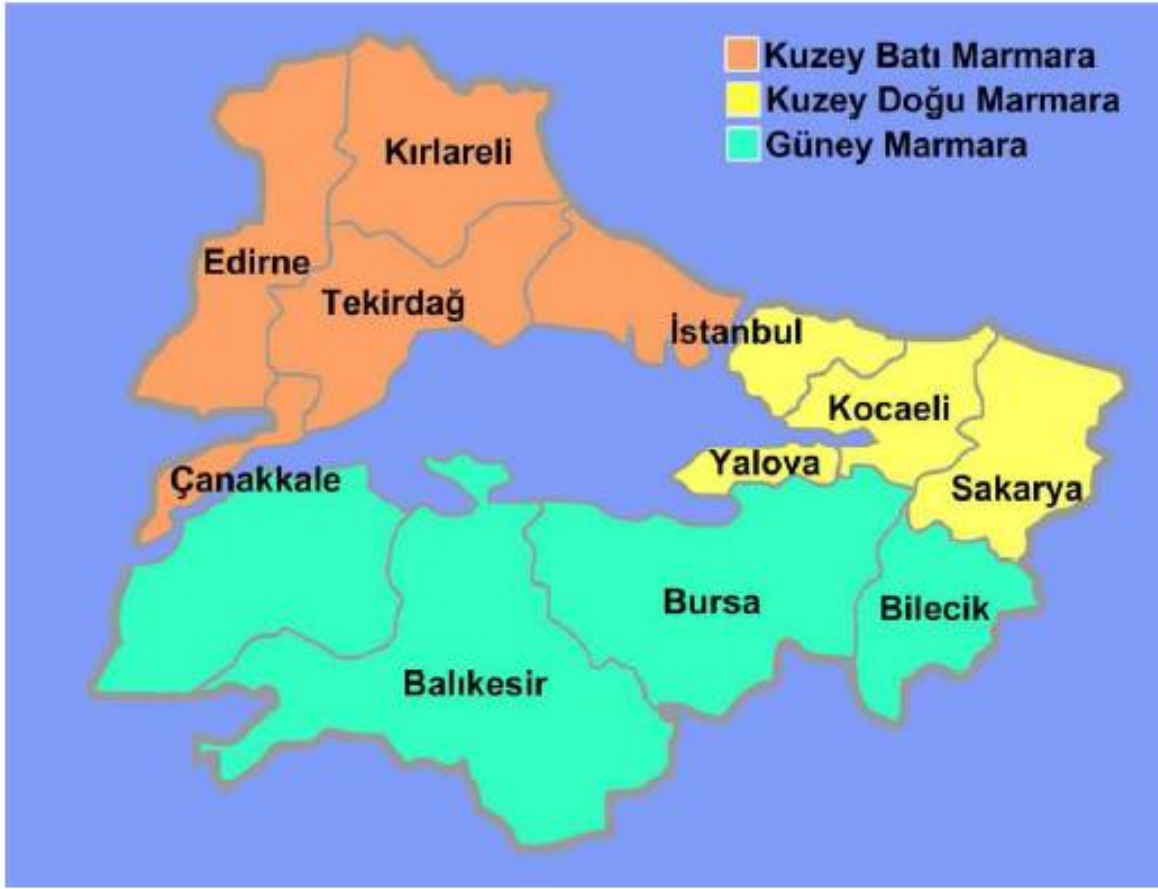 Kuzey Batı Marmara
Kuzey Doğu Marmara
Güney Marmara
Kırlareli
Edirne
Tekirdağ
İstanbul
Kocaeli
Yalova
Çanakkale
Sakarya
Bursa
Bilecik
Balıkesir